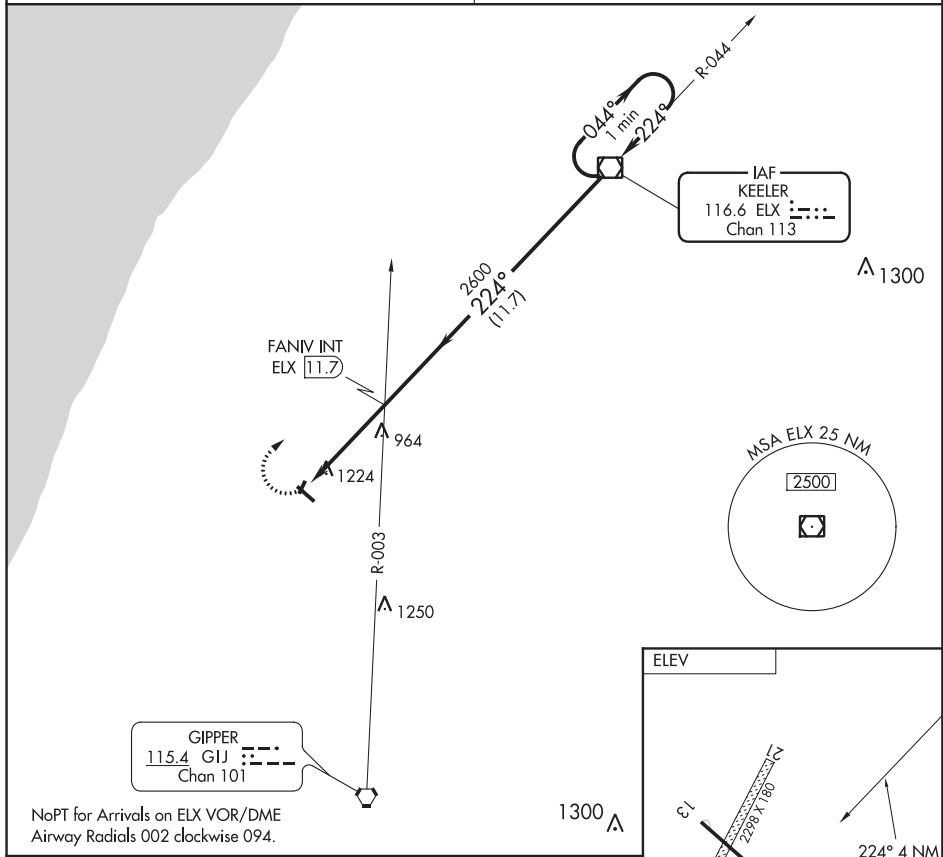 R-044
044°
1 min
224°
IAF
KEELER
116.6 ELX
Chan 113
1300
2600
224°
(11.7)
FANIV INT
ELX 11.7
964
1224
MSA ELX 25 NM
2500
R-003
1250
ELEV
GIPPER
115.4 GIJ
Chan 101
21
13
2298 X 180
NoPT for Arrivals on ELX VOR/DME
Airway Radials 002 clockwise 094.
1300
224° 4 NM